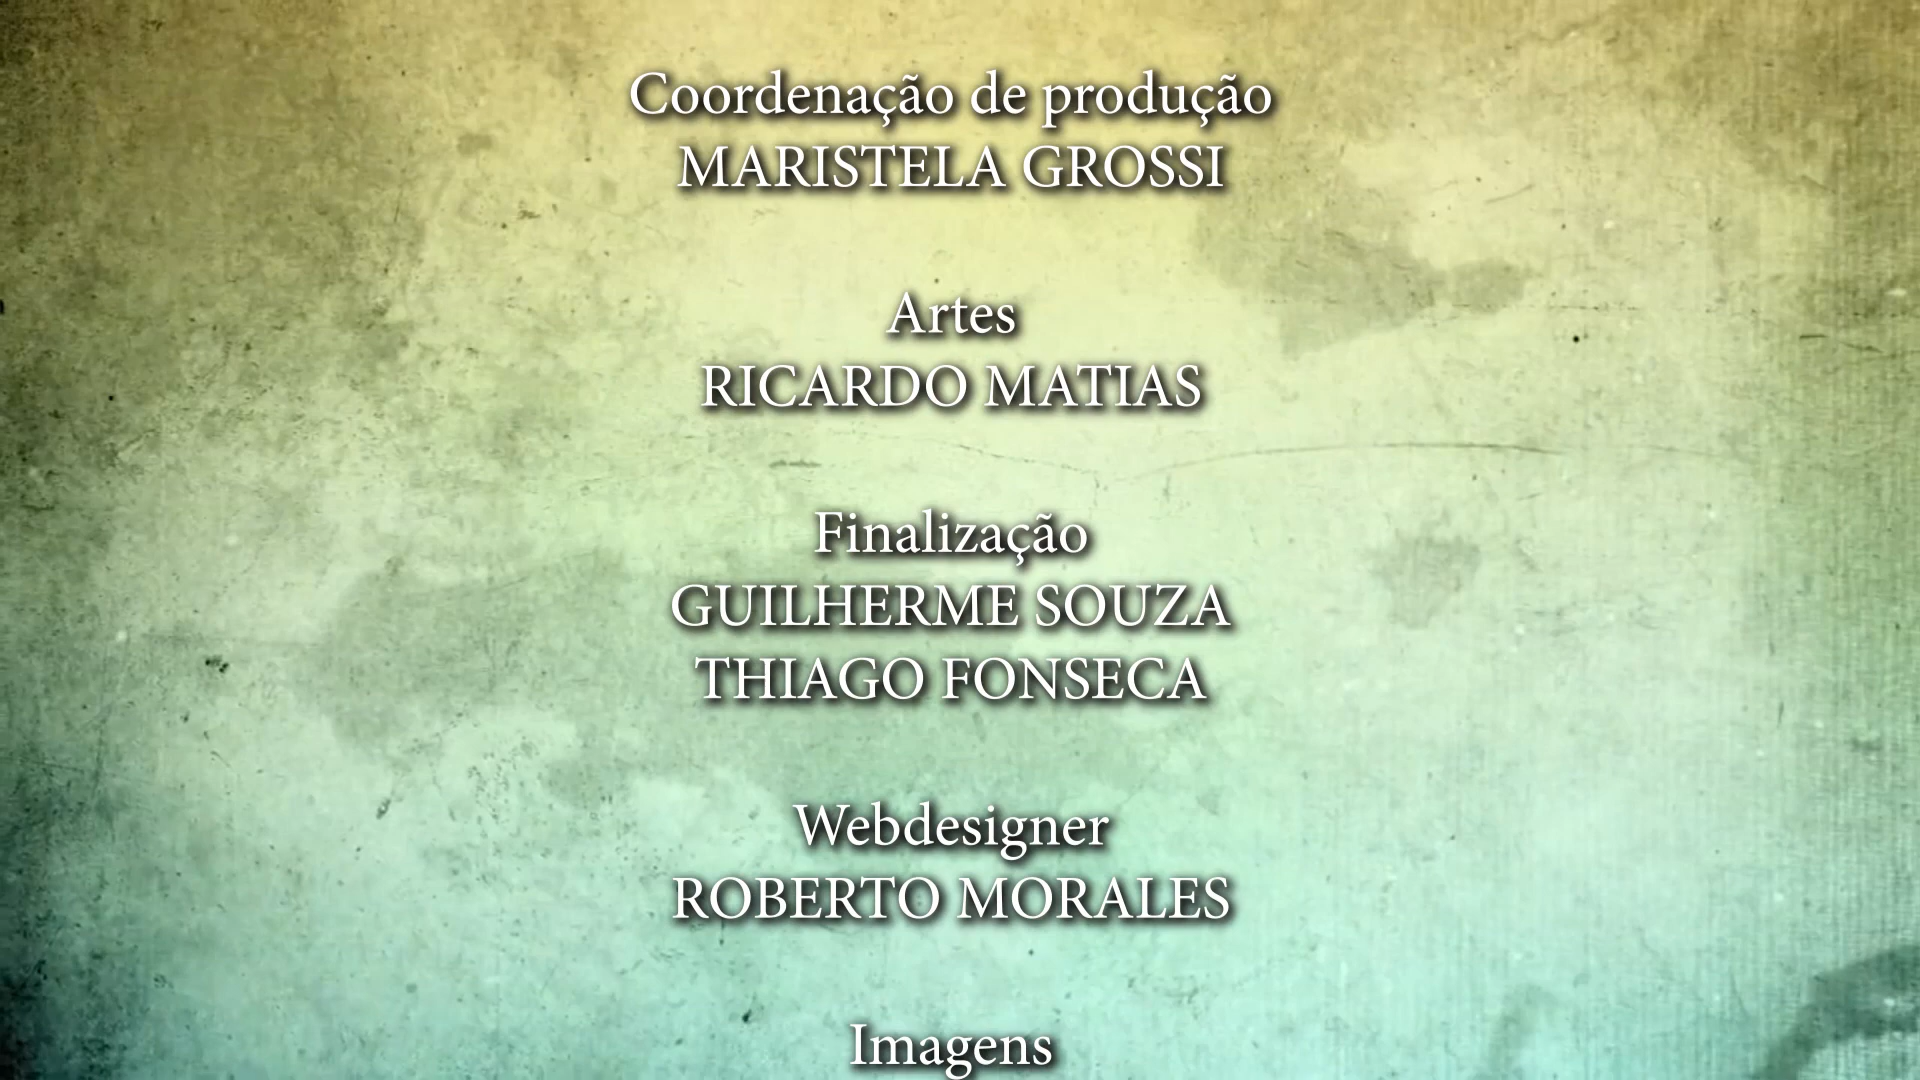 Coordenação de produção
MARISTELA GROSSI
Artes
RICARDO MATIAS
Finalização
GUILHERME SOUZA
THIAGO FONSECA
Webdesigner
ROBERTO MORALES
Imagens